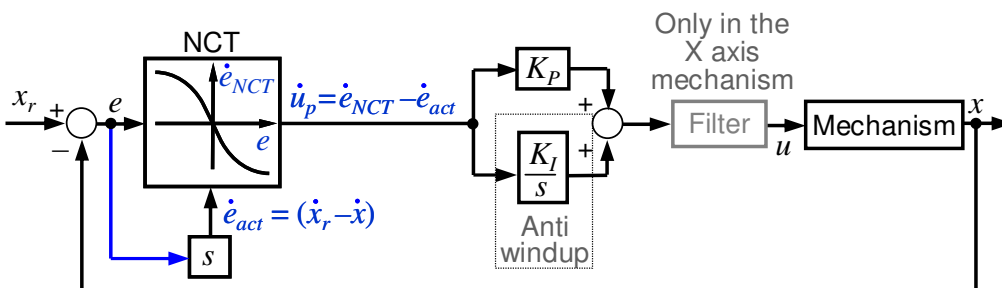 NCT
Only in the
X axis
mechanism
ė_NCT
K_P
x_r
+
e
u̇_p = ė_NCT − ė_act
+
x
Filter
Mechanism
−
e
+
u
K_I
s
ė_act = (ẋ_r − ẋ)
s
Anti
windup